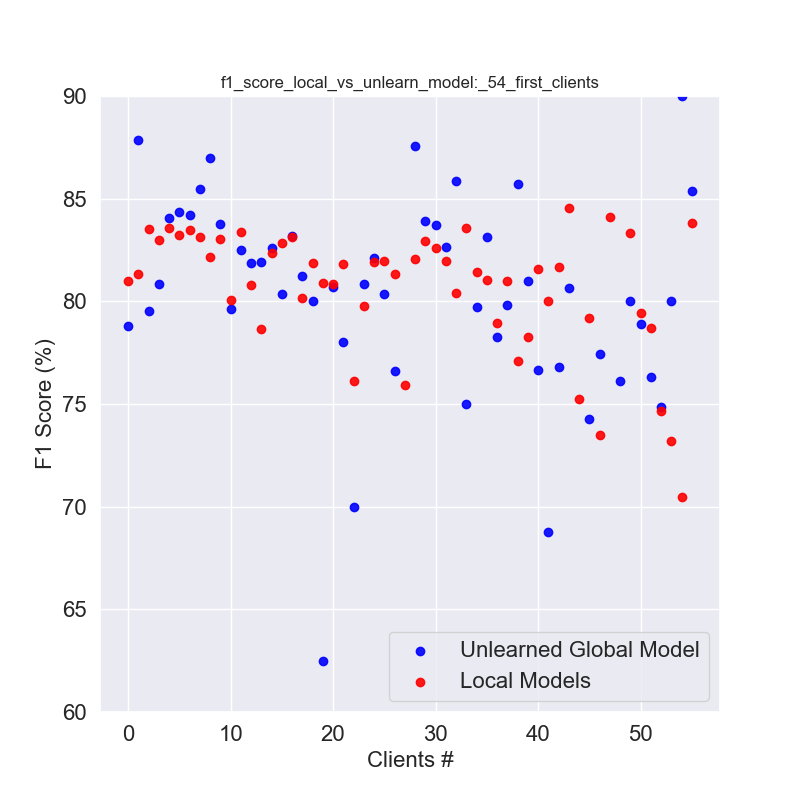 f1_score_local_vs_unlearn_model:_54_first_clients
90
85
80
75
70
65
60
F1 Score (%)
0 10 20 30 40 50
Clients #
Unlearned Global Model
Local Models